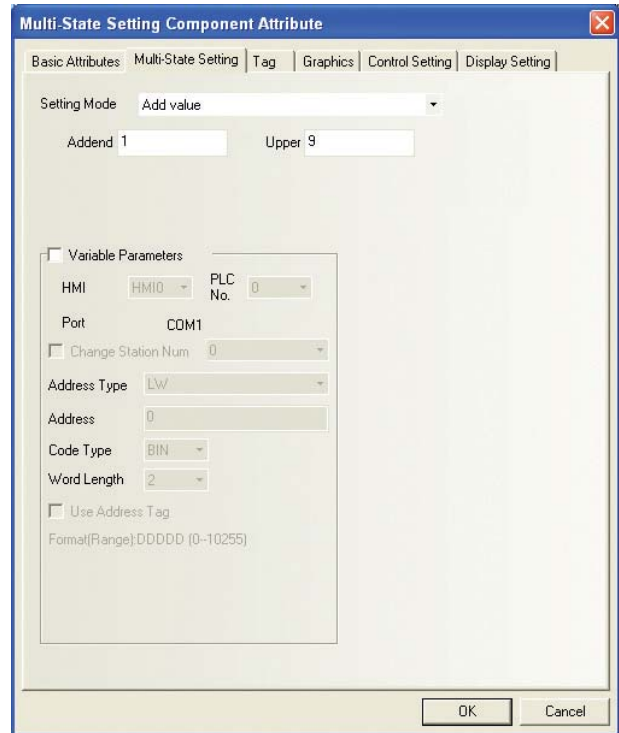 Multi-State Setting Component Attribute
Basic Attributes Multi-State Setting Tag Graphics Control Setting Display Setting
Setting Mode Add value
Addend 1 Upper 9
Variable Parameters
HMI HMI0 PLC No. 0
Port COM1
Change Station Num 0
Address Type LW
Address 0
Code Type BIN
Word Length 2
Use Address Tag
Format(Range):DDDDD (0--10255)
OK Cancel